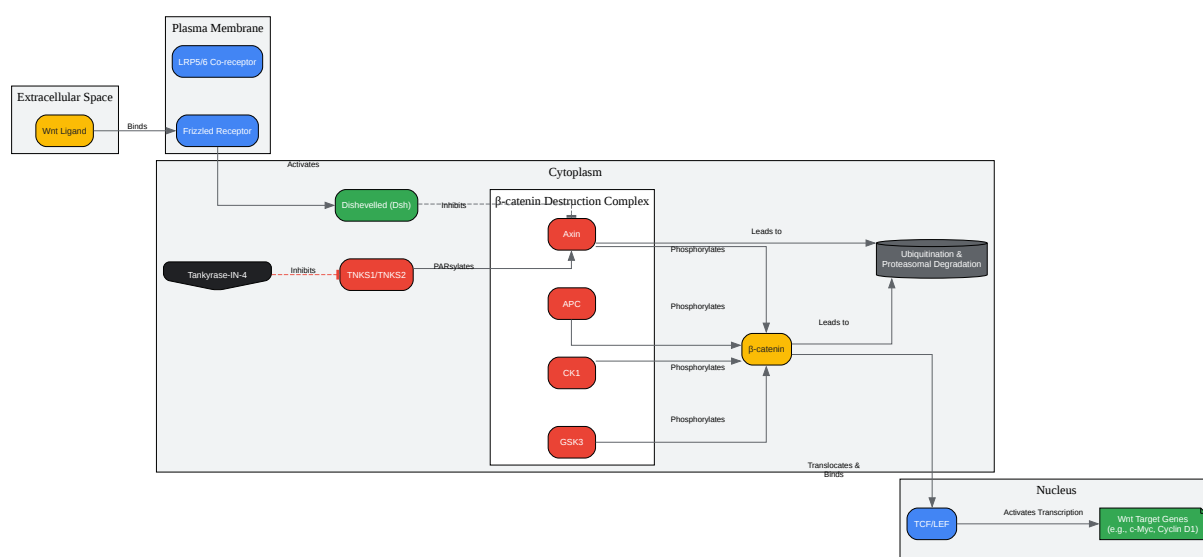 Plasma Membrane
LRP5/6 Co-receptor
Extracellular Space
Wnt Ligand
Binds
Frizzled Receptor
Activates
Cytoplasm
Dishevelled (Dsh)
Inhibits
β-catenin Destruction Complex
Axin
Leads to
Phosphorylates
Ubiquitination &
Proteasomal Degradation
Tankyrase-IN-4
Inhibits
TNKS1/TNKS2
PARsylates
APC
Phosphorylates
Leads to
β-catenin
CK1
Phosphorylates
Phosphorylates
GSK3
Translocates &
Binds
Nucleus
TCF/LEF
Activates Transcription
Wnt Target Genes
(e.g., c-Myc, Cyclin D1)